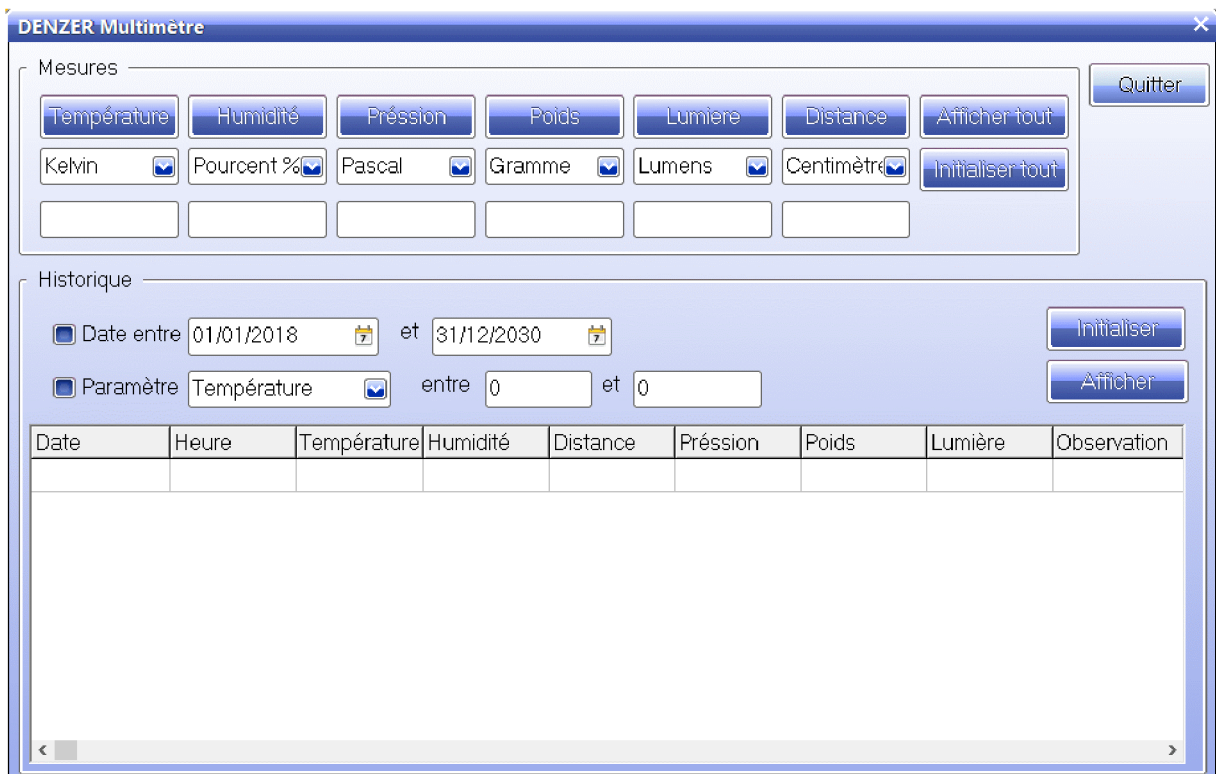 DENZER Multimètre
Mesures
Quitter
Température Humidité Préssion Poids Lumiere Distance Afficher tout
Kelvin Pourcent % Pascal Gramme Lumens Centimètre Initialiser tout
Historique
Date entre 01/01/2018 et 31/12/2030 Initialiser
Paramètre Température entre 0 et 0 Afficher
Date Heure Température Humidité Distance Préssion Poids Lumière Observation